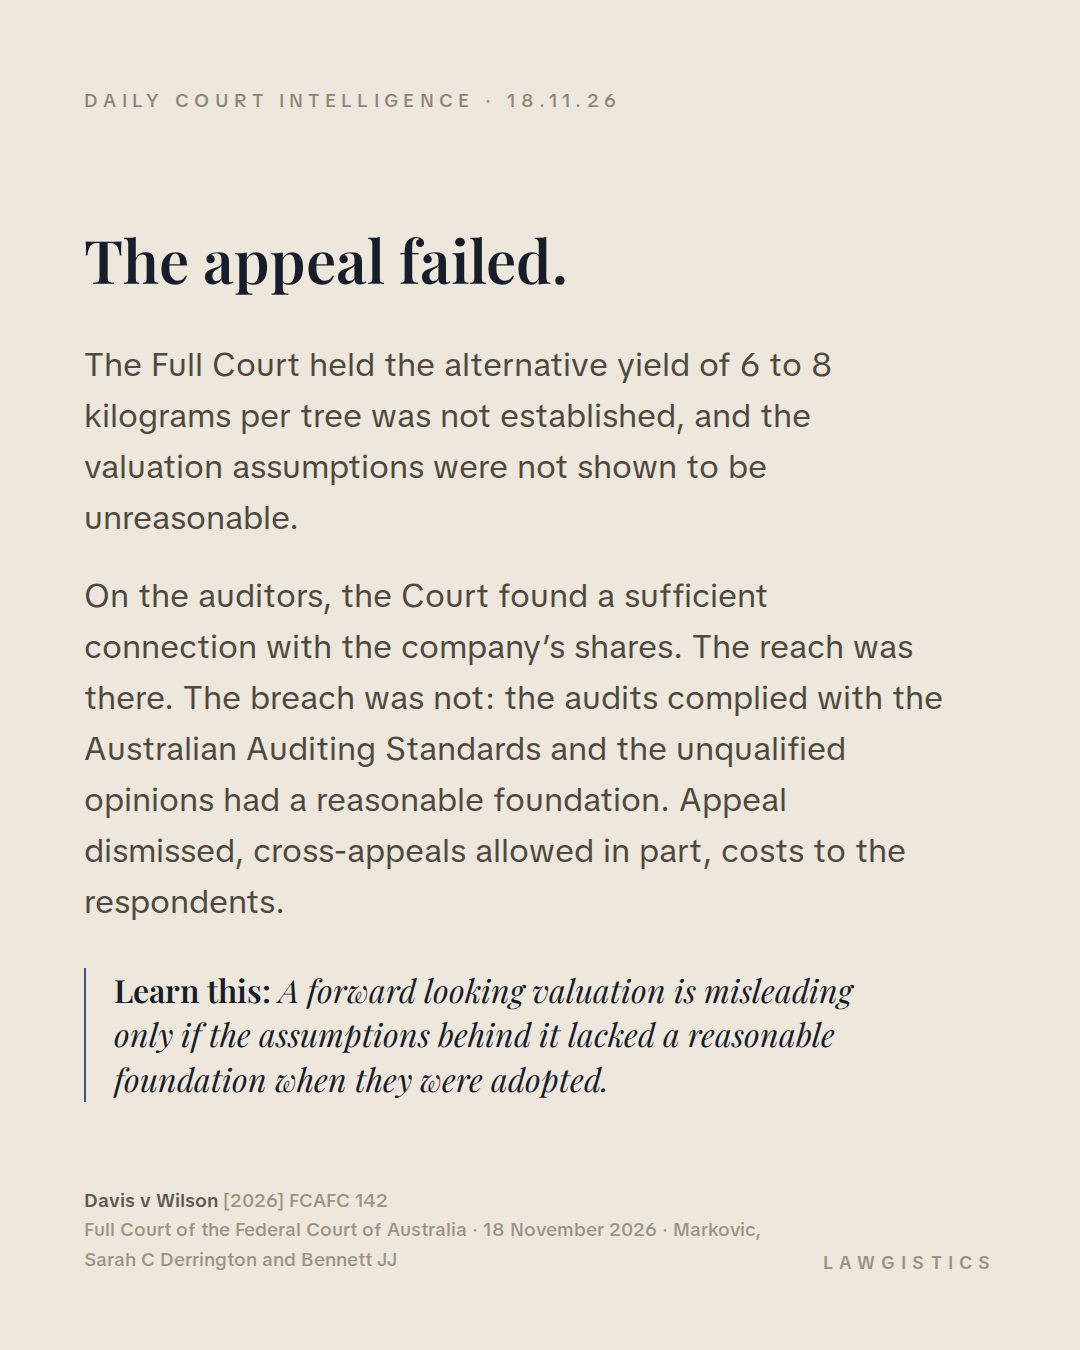 DAILY COURT INTELLIGENCE · 18.11.26
The appeal failed.
The Full Court held the alternative yield of 6 to 8
kilograms per tree was not established, and the
valuation assumptions were not shown to be
unreasonable.
On the auditors, the Court found a sufficient
connection with the company’s shares. The reach was
there. The breach was not: the audits complied with the
Australian Auditing Standards and the unqualified
opinions had a reasonable foundation. Appeal
dismissed, cross-appeals allowed in part, costs to the
respondents.
Learn this: A forward looking valuation is misleading
only if the assumptions behind it lacked a reasonable
foundation when they were adopted.
Davis v Wilson [2026] FCAFC 142
Full Court of the Federal Court of Australia · 18 November 2026 · Markovic,
Sarah C Derrington and Bennett JJ
LAWGISTICS